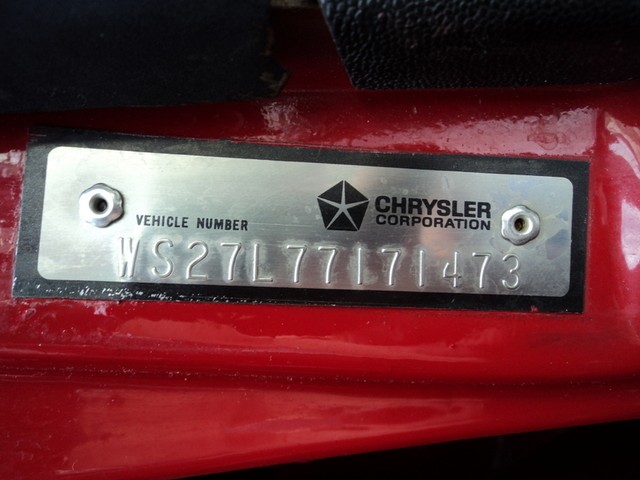 CHRYSLER
CORPORATION
VEHICLE NUMBER
WS27L77171473